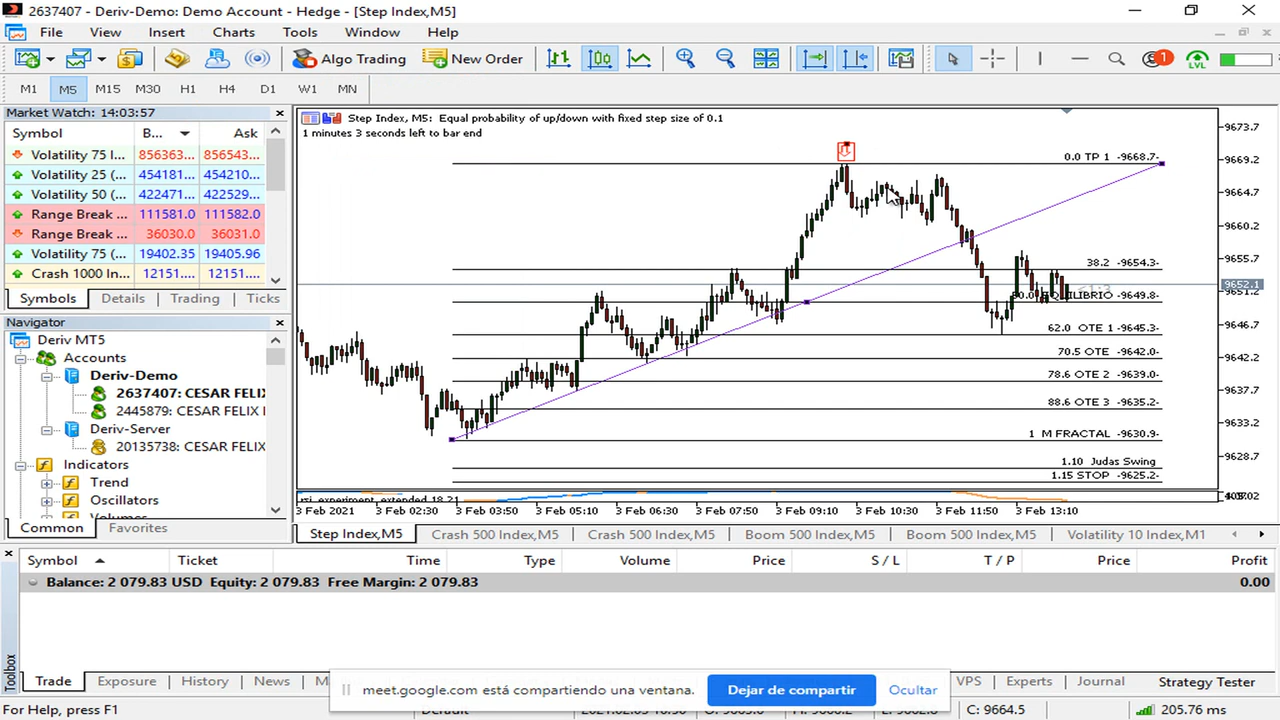 2637407 - Deriv-Demo: Demo Account - Hedge - [Step Index,M5]
File View Insert Charts Tools Window Help
Algo Trading New Order LVL 1
M1 M5 M15 M30 H1 H4 D1 W1 MN
Market Watch: 14:03:57
Symbol B... Ask
Volatility 75 I... 856363... 856543...
Volatility 25 (... 454181... 454210...
Volatility 50 (... 422471... 422529...
Range Break ... 111581.0 111582.0
Range Break ... 36030.0 36031.0
Volatility 75 (... 19402.35 19405.96
Crash 1000 In... 12151.... 12151....
Symbols Details Trading Ticks
Navigator
Deriv MT5
Accounts
Deriv-Demo
2637407: CESAR FELIX
2445879: CESAR FELIX
Deriv-Server
20135738: CESAR FELIX
Indicators
Trend
Oscillators
Volumes
Common Favorites
Step Index, M5: Equal probability of up/down with fixed step size of 0.1
1 minutes 3 seconds left to bar end
0.0 TP 1 -9668.7-
38.2 -9654.3-
50.0 EQUILIBRIO -9649.8-
62.0 OTE 1 -9645.3-
70.5 OTE -9642.0-
78.6 OTE 2 -9639.0-
88.6 OTE 3 -9635.2-
1 M FRACTAL -9630.9-
1.10 Judas Swing
1.15 STOP -9625.2-
9673.7
9669.2
9664.7
9660.2
9655.7
9652.1
9651.2
9646.7
9642.2
9637.7
9633.2
9628.7
rsi_experiment_extended 18.21
3 Feb 2021 3 Feb 02:30 3 Feb 03:50 3 Feb 05:10 3 Feb 06:30 3 Feb 07:50 3 Feb 09:10 3 Feb 10:30 3 Feb 11:50 3 Feb 13:10
Step Index,M5 Crash 500 Index,M5 Crash 500 Index,M5 Boom 500 Index,M5 Boom 500 Index,M5 Volatility 10 Index,M1
Symbol Ticket Time Type Volume Price S / L T / P Price Profit
Balance: 2 079.83 USD Equity: 2 079.83 Free Margin: 2 079.83 0.00
Toolbox
Trade Exposure History News VPS Experts Journal Strategy Tester
meet.google.com está compartiendo una ventana. Dejar de compartir Ocultar
For Help, press F1 C: 9664.5 205.76 ms